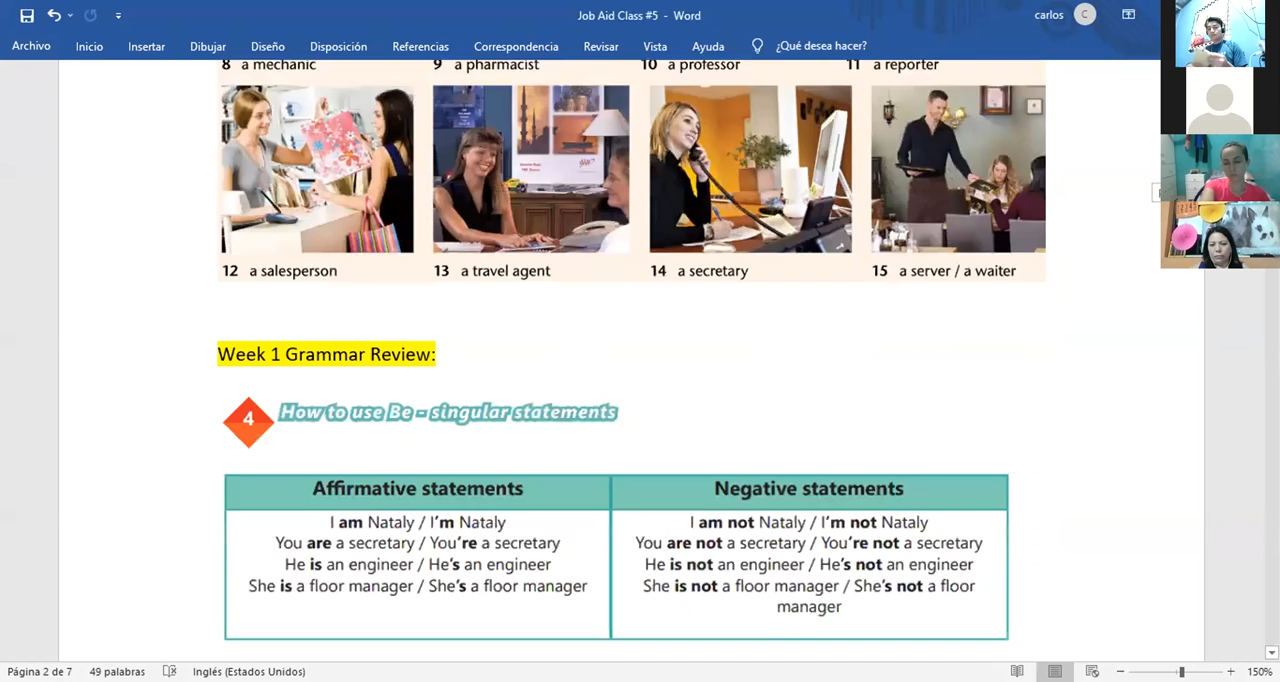 Job Aid Class #5 - Word
carlos
C
Archivo Inicio Insertar Dibujar Diseño Disposición Referencias Correspondencia Revisar Vista Ayuda ¿Qué desea hacer?
8 a mechanic 9 a pharmacist 10 a professor 11 a reporter
12 a salesperson 13 a travel agent 14 a secretary 15 a server / a waiter
Week 1 Grammar Review:
4 How to use Be - singular statements
Affirmative statements Negative statements
I am Nataly / I'm Nataly I am not Nataly / I'm not Nataly
You are a secretary / You're a secretary You are not a secretary / You're not a secretary
He is an engineer / He's an engineer He is not an engineer / He's not an engineer
She is a floor manager / She's a floor manager She is not a floor manager / She's not a floor
manager
Página 2 de 7 49 palabras Inglés (Estados Unidos) 150%